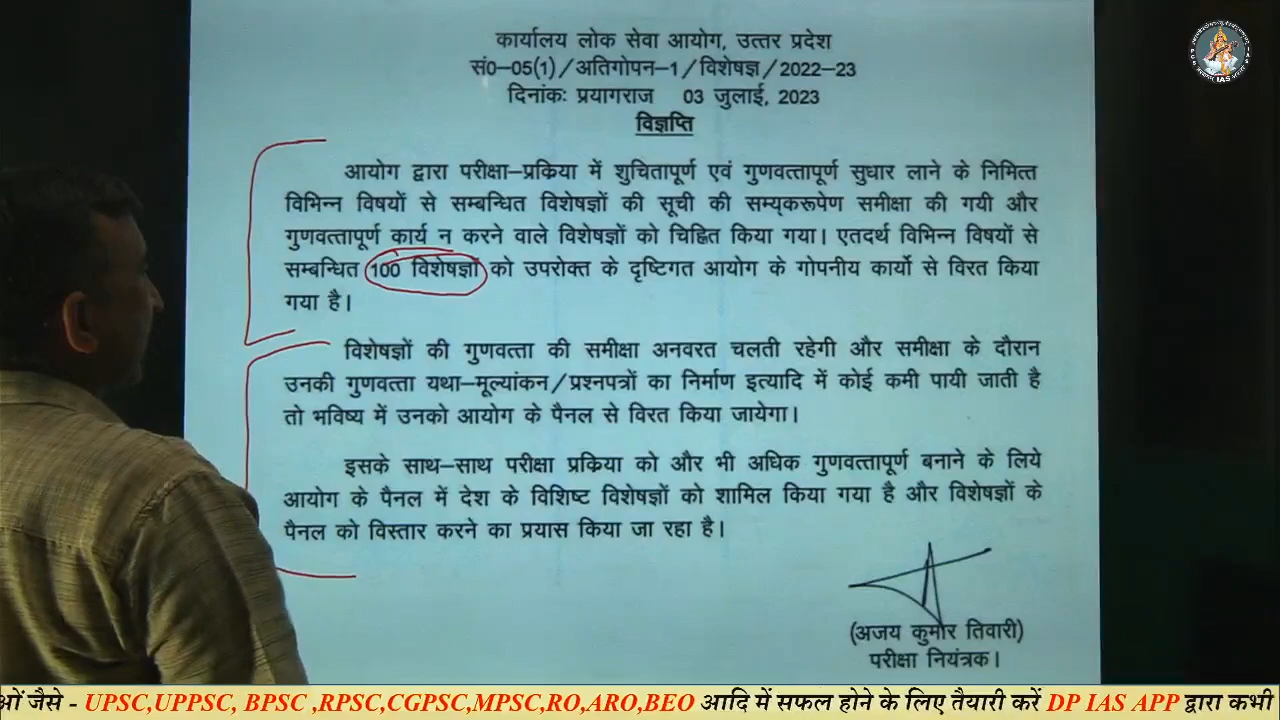 कार्यालय लोक सेवा आयोग, उत्तर प्रदेश
सं0–05(1)/अतिगोपन–1/विशेषज्ञ/2022–23
दिनांकः प्रयागराज 03 जुलाई, 2023
विज्ञप्ति
आयोग द्वारा परीक्षा–प्रक्रिया में शुचितापूर्ण एवं गुणवत्तापूर्ण सुधार लाने के निमित्त
विभिन्न विषयों से सम्बन्धित विशेषज्ञों की सूची की सम्यृकरूपेण समीक्षा की गयी और
गुणवत्तापूर्ण कार्य न करने वाले विशेषज्ञों को चिह्नित किया गया। एतदर्थ विभिन्न विषयों से
सम्बन्धित 100 विशेषज्ञों को उपरोक्त के दृष्टिगत आयोग के गोपनीय कार्यो से विरत किया
गया है।
विशेषज्ञों की गुणवत्ता की समीक्षा अनवरत चलती रहेगी और समीक्षा के दौरान
उनकी गुणवत्ता यथा–मूल्यांकन/प्रश्नपत्रों का निर्माण इत्यादि में कोई कमी पायी जाती है
तो भविष्य में उनको आयोग के पैनल से विरत किया जायेगा।
इसके साथ–साथ परीक्षा प्रक्रिया को और भी अधिक गुणवत्तापूर्ण बनाने के लिये
आयोग के पैनल में देश के विशिष्ट विशेषज्ञों को शामिल किया गया है और विशेषज्ञों के
पैनल को विस्तार करने का प्रयास किया जा रहा है।
(अजय कुमार तिवारी)
परीक्षा नियंत्रक।
ओं जैसे - UPSC,UPPSC, BPSC ,RPSC,CGPSC,MPSC,RO,ARO,BEO आदि में सफल होने के लिए तैयारी करें DP IAS APP द्वारा कभी